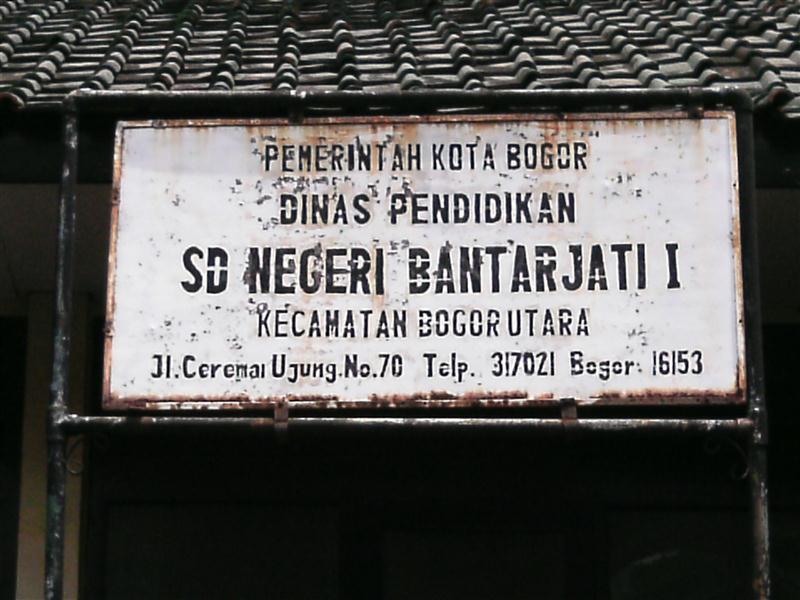 PEMERINTAH KOTA BOGOR
DINAS PENDIDIKAN
SD NEGERI BANTARJATI I
KECAMATAN BOGOR UTARA
Jl. Ceremai Ujung. No. 70 Telp. 317021 Bogor. 16153